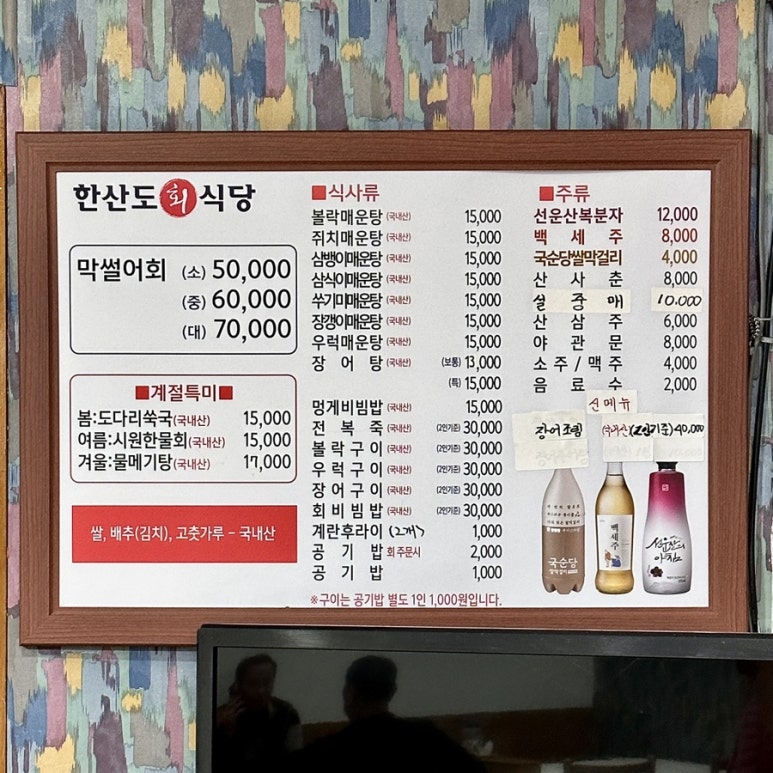 한산도 회 식당
막썰어회 (소) 50,000
(중) 60,000
(대) 70,000
■계절특미■
봄:도다리쑥국(국내산) 15,000
여름:시원한물회(국내산) 15,000
겨울:물메기탕(국내산) 17,000
쌀, 배추(김치), 고춧가루 - 국내산
■식사류
볼락매운탕 (국내산) 15,000
쥐치매운탕 (국내산) 15,000
삼뱅이매운탕 (국내산) 15,000
삼식이매운탕 (국내산) 15,000
쑤기미매운탕 (국내산) 15,000
장갱이매운탕 (국내산) 15,000
우럭매운탕 (국내산) 15,000
장어탕 (국내산) (보통) 13,000
(특) 15,000
멍게비빔밥 (국내산) 15,000
전복죽 (국내산) (2인기준) 30,000
볼락구이 (국내산) (2인기준) 30,000
우럭구이 (국내산) (2인기준) 30,000
장어구이 (국내산) (2인기준) 30,000
회비빔밥 (국내산) (2인기준) 30,000
계란후라이 (2개) 1,000
공기밥 회 주문시 2,000
공기밥 1,000
※구이는 공기밥 별도 1인 1,000원입니다.
■주류
선운산복분자 12,000
백세주 8,000
국순당쌀막걸리 4,000
산사춘 8,000
설중매 10.000
산삼주 6,000
야관문 8,000
소주/맥주 4,000
음료수 2,000
신메뉴
장어조림 (2인기준) 40,000
국순당
백세주
선운산의
아침